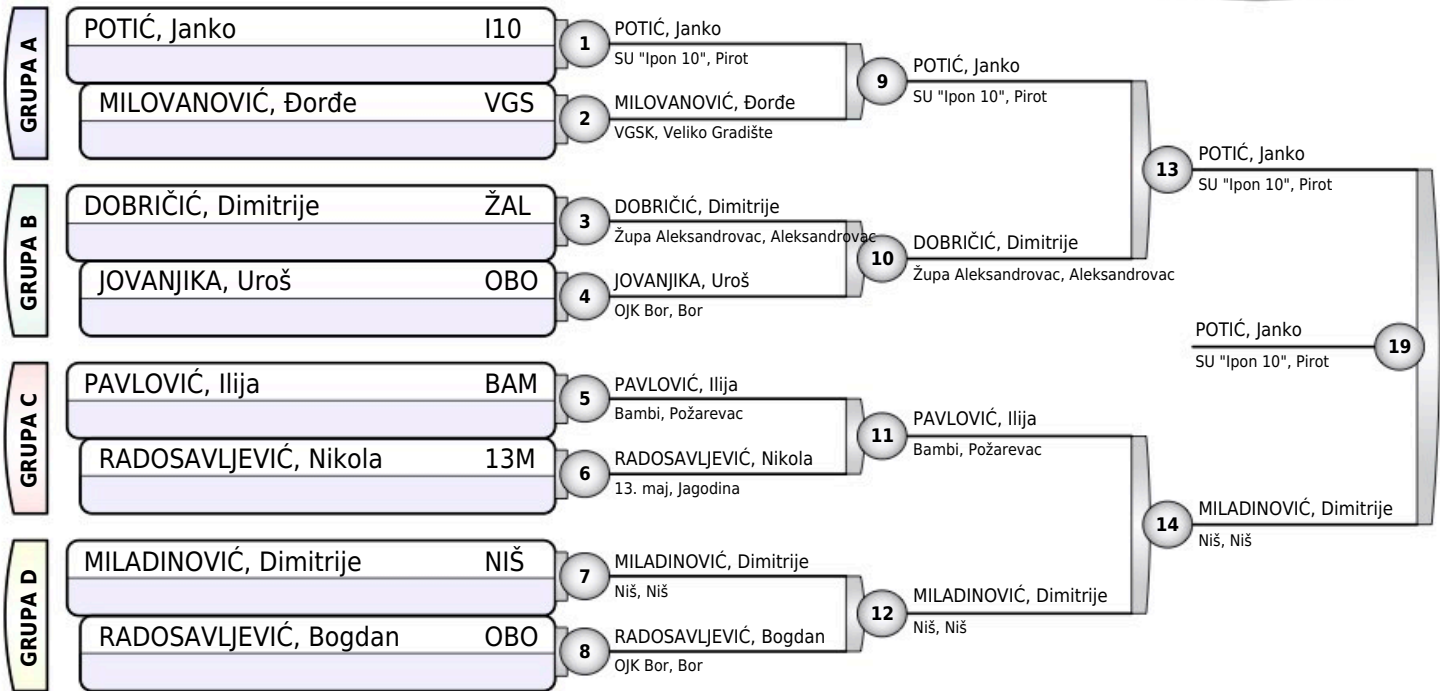 GRUPA A
POTIĆ, Janko I10
MILOVANOVIĆ, Đorđe VGS
GRUPA B
DOBRIČIĆ, Dimitrije ŽAL
JOVANJIKA, Uroš OBO
GRUPA C
PAVLOVIĆ, Ilija BAM
RADOSAVLJEVIĆ, Nikola 13M
GRUPA D
MILADINOVIĆ, Dimitrije NIŠ
RADOSAVLJEVIĆ, Bogdan OBO
1
POTIĆ, Janko
SU "Ipon 10", Pirot
2
MILOVANOVIĆ, Đorđe
VGSK, Veliko Gradište
3
DOBRIČIĆ, Dimitrije
Župa Aleksandrovac, Aleksandrovac
4
JOVANJIKA, Uroš
OJK Bor, Bor
5
PAVLOVIĆ, Ilija
Bambi, Požarevac
6
RADOSAVLJEVIĆ, Nikola
13. maj, Jagodina
7
MILADINOVIĆ, Dimitrije
Niš, Niš
8
RADOSAVLJEVIĆ, Bogdan
OJK Bor, Bor
9
POTIĆ, Janko
SU "Ipon 10", Pirot
10
DOBRIČIĆ, Dimitrije
Župa Aleksandrovac, Aleksandrovac
11
PAVLOVIĆ, Ilija
Bambi, Požarevac
12
MILADINOVIĆ, Dimitrije
Niš, Niš
13
POTIĆ, Janko
SU "Ipon 10", Pirot
14
MILADINOVIĆ, Dimitrije
Niš, Niš
POTIĆ, Janko
SU "Ipon 10", Pirot
19